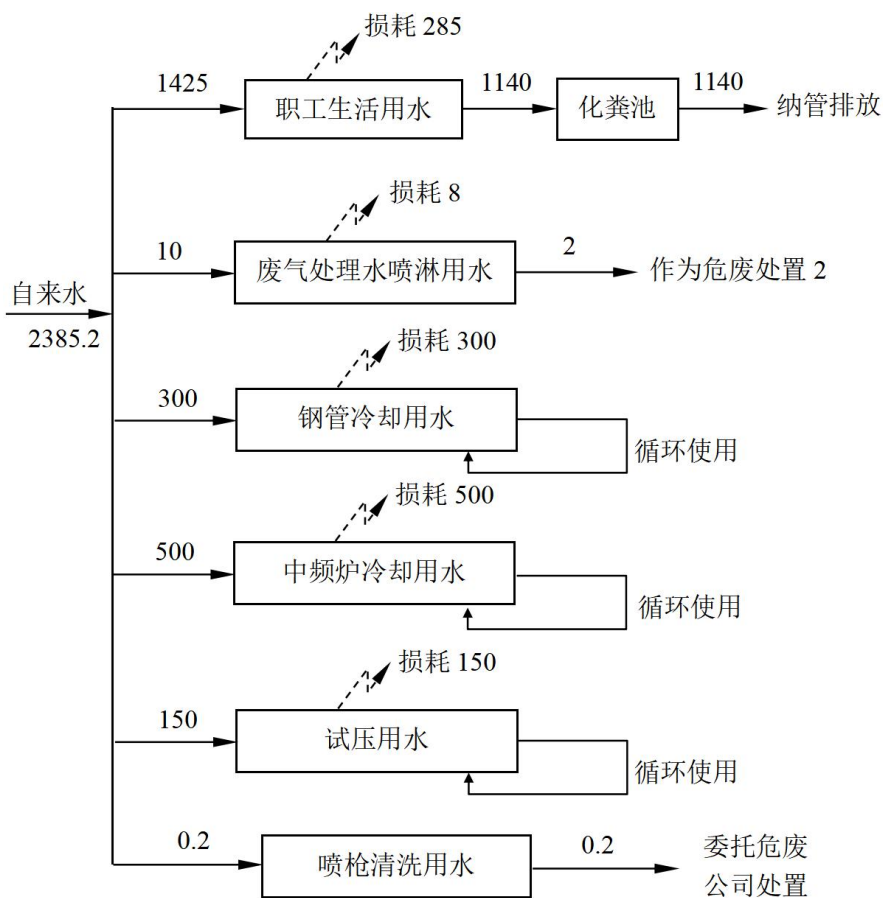 损耗 285
1425
职工生活用水
1140
化粪池
1140
纳管排放
损耗 8
10
废气处理水喷淋用水
2
作为危废处置 2
自来水
2385.2
损耗 300
300
钢管冷却用水
循环使用
损耗 500
500
中频炉冷却用水
循环使用
损耗 150
150
试压用水
循环使用
0.2
喷枪清洗用水
0.2
委托危废
公司处置